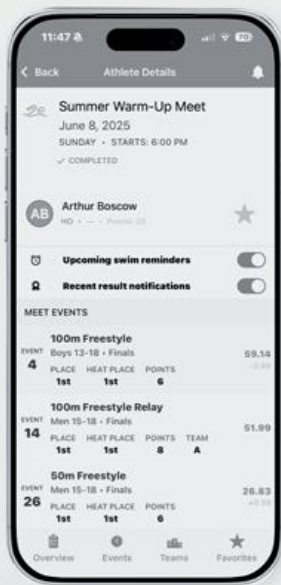 11:47
70
Back Athlete Details
Summer Warm-Up Meet
June 8, 2025
SUNDAY • STARTS: 6:00 PM
✓ COMPLETED
AB
Arthur Boscow
HO • -- • Points: 20
Upcoming swim reminders
Recent result notifications
MEET EVENTS
EVENT
4
100m Freestyle
Boys 13-18 • Finals
59.14
PLACE HEAT PLACE POINTS
1st 1st 6
EVENT
14
100m Freestyle Relay
Men 15-18 • Finals
51.99
PLACE HEAT PLACE POINTS TEAM
1st 1st 8 A
EVENT
26
50m Freestyle
Men 15-18 • Finals
26.83
PLACE HEAT PLACE POINTS
1st 1st 6
Overview Events Teams Favorites